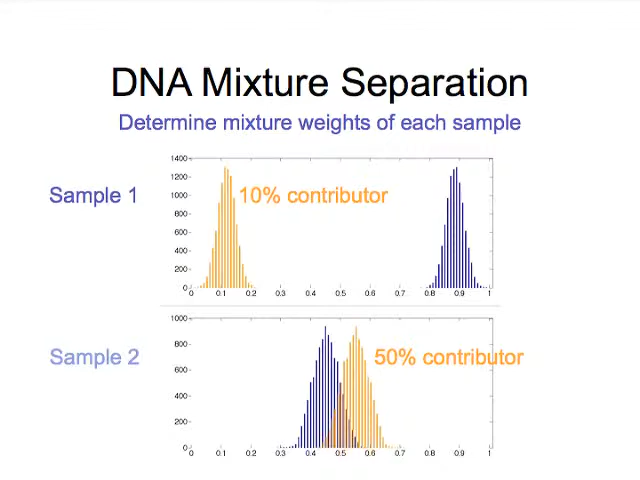 DNA Mixture Separation
Determine mixture weights of each sample
Sample 1
10% contributor
1400
1200
1000
800
600
400
200
0
0 0.1 0.2 0.3 0.4 0.5 0.6 0.7 0.8 0.9 1
Sample 2
50% contributor
1000
800
600
400
200
0
0 0.1 0.2 0.3 0.4 0.5 0.6 0.7 0.8 0.9 1